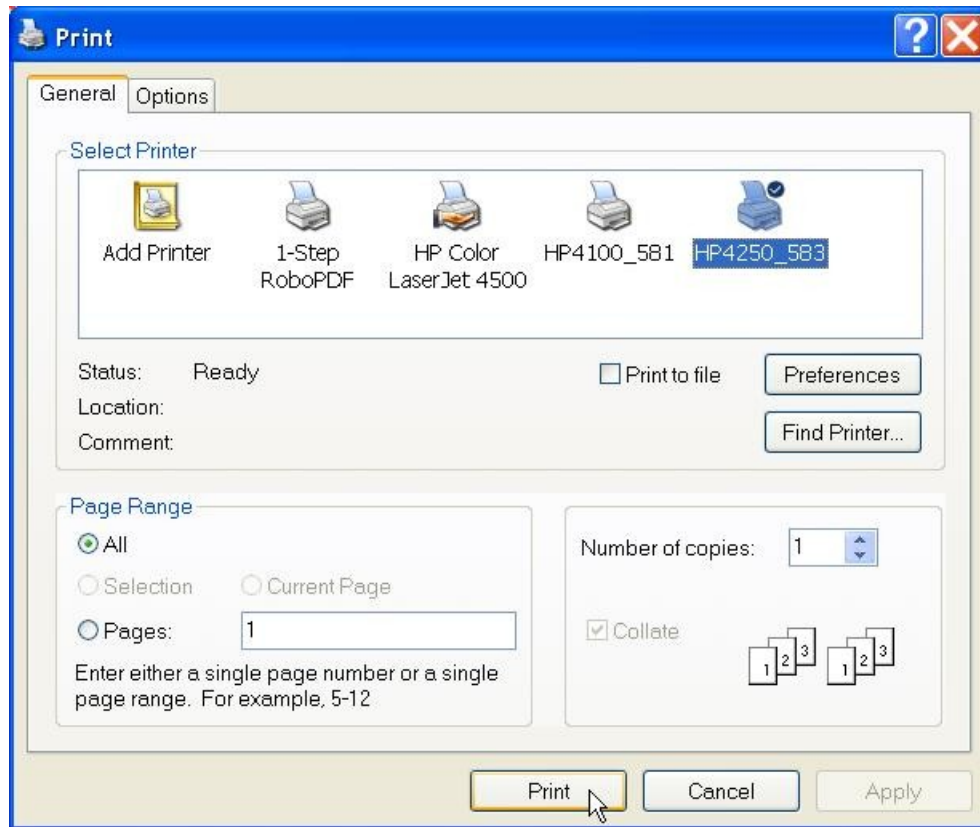 Print
General Options
Select Printer
Add Printer
1-Step
RoboPDF
HP Color
LaserJet 4500
HP4100_581
HP4250_583
Status: Ready
Print to file
Preferences
Location:
Comment:
Find Printer...
Page Range
All
Selection Current Page
Pages: 1
Enter either a single page number or a single
page range. For example, 5-12
Number of copies: 1
Collate
1 2 3 1 2 3
Print Cancel Apply